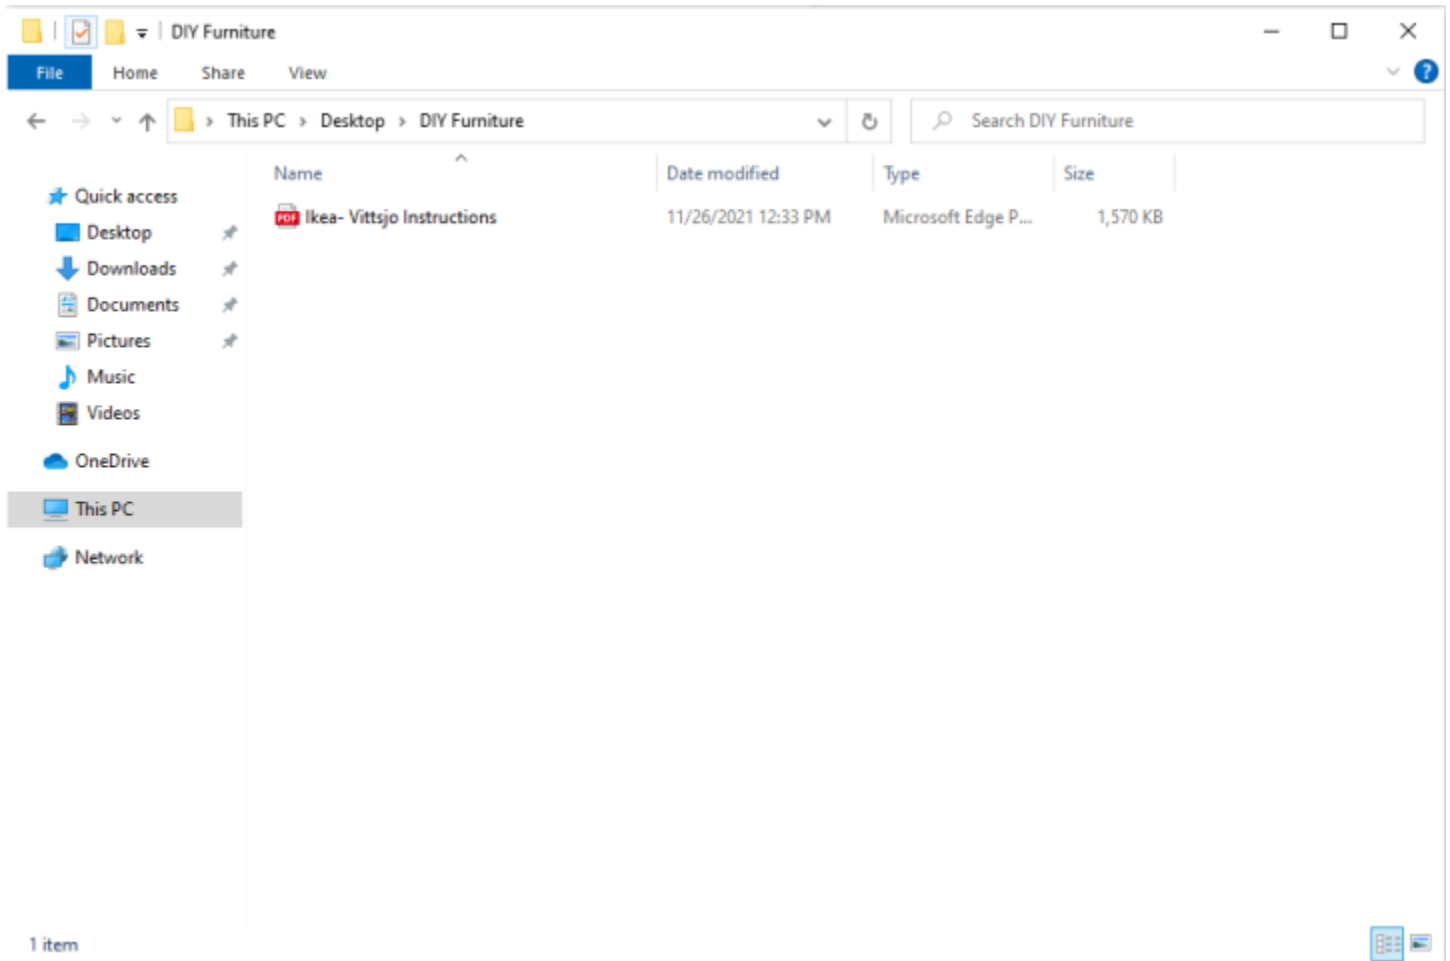 DIY Furniture
File Home Share View
This PC > Desktop > DIY Furniture Search DIY Furniture
Name Date modified Type Size
Quick access
PDF Ikea- Vittsjo Instructions 11/26/2021 12:33 PM Microsoft Edge P... 1,570 KB
Desktop
Downloads
Documents
Pictures
Music
Videos
OneDrive
This PC
Network
1 item